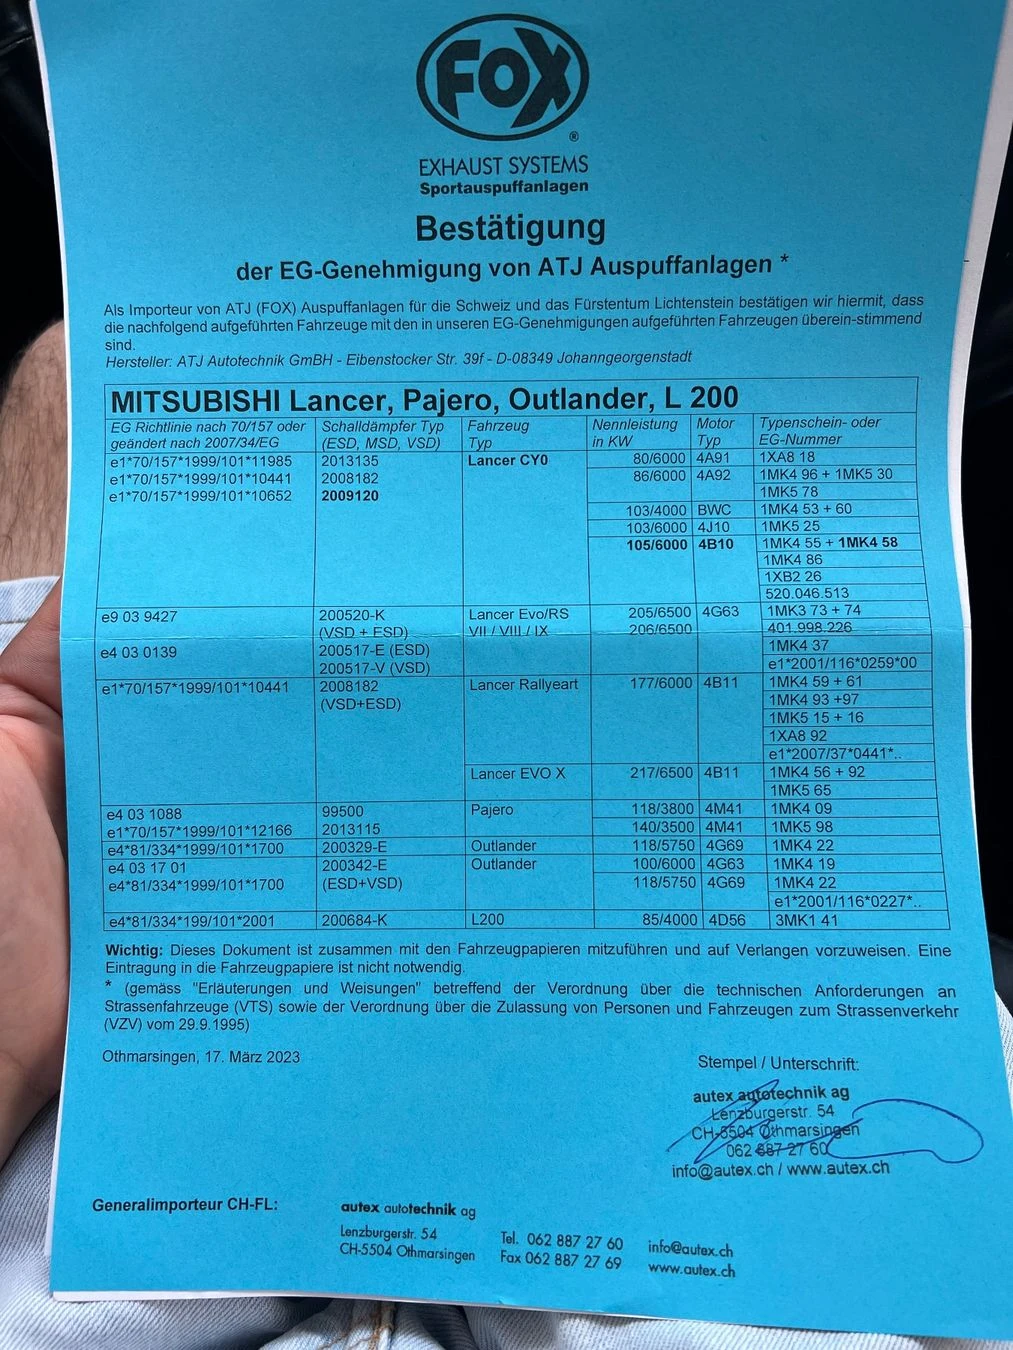 FOX
®
EXHAUST SYSTEMS
Sportauspuffanlagen
Bestätigung
der EG-Genehmigung von ATJ Auspuffanlagen *
Als Importeur von ATJ (FOX) Auspuffanlagen für die Schweiz und das Fürstentum Lichtenstein bestätigen wir hiermit, dass
die nachfolgend aufgeführten Fahrzeuge mit den in unseren EG-Genehmigungen aufgeführten Fahrzeugen überein-stimmend
sind.
Hersteller: ATJ Autotechnik GmBH - Eibenstocker Str. 39f - D-08349 Johanngeorgenstadt
MITSUBISHI Lancer, Pajero, Outlander, L 200
EG Richtlinie nach 70/157 oder Schalldämpfer Typ Fahrzeug Nennleistung Motor Typenschein- oder
geändert nach 2007/34/EG (ESD, MSD, VSD) Typ in KW Typ EG-Nummer
e1*70/157*1999/101*11985 2013135 Lancer CY0 80/6000 4A91 1XA8 18
e1*70/157*1999/101*10441 2008182 86/6000 4A92 1MK4 96 + 1MK5 30
e1*70/157*1999/101*10652 2009120 1MK5 78
103/4000 BWC 1MK4 53 + 60
103/6000 4J10 1MK5 25
105/6000 4B10 1MK4 55 + 1MK4 58
1MK4 86
1XB2 26
520.046.513
e9 03 9427 200520-K Lancer Evo/RS 205/6500 4G63 1MK3 73 + 74
(VSD + ESD) VII / VIII / IX 206/6500 401.998.226
e4 03 0139 200517-E (ESD) 1MK4 37
200517-V (VSD) e1*2001/116*0259*00
e1*70/157*1999/101*10441 2008182 Lancer Rallyeart 177/6000 4B11 1MK4 59 + 61
(VSD+ESD) 1MK4 93 +97
1MK5 15 + 16
1XA8 92
e1*2007/37*0441*..
Lancer EVO X 217/6500 4B11 1MK4 56 + 92
1MK5 65
e4 03 1088 99500 Pajero 118/3800 4M41 1MK4 09
e1*70/157*1999/101*12166 2013115 140/3500 4M41 1MK5 98
e4*81/334*1999/101*1700 200329-E Outlander 118/5750 4G69 1MK4 22
e4 03 17 01 200342-E Outlander 100/6000 4G63 1MK4 19
e4*81/334*1999/101*1700 (ESD+VSD) 118/5750 4G69 1MK4 22
e1*2001/116*0227*..
e4*81/334*199/101*2001 200684-K L200 85/4000 4D56 3MK1 41
Wichtig: Dieses Dokument ist zusammen mit den Fahrzeugpapieren mitzuführen und auf Verlangen vorzuweisen. Eine
Eintragung in die Fahrzeugpapiere ist nicht notwendig.
* (gemäss "Erläuterungen und Weisungen" betreffend der Verordnung über die technischen Anforderungen an
Strassenfahrzeuge (VTS) sowie der Verordnung über die Zulassung von Personen und Fahrzeugen zum Strassenverkehr
(VZV) vom 29.9.1995)
Othmarsingen, 17. März 2023
Stempel / Unterschrift:
autex autotechnik ag
Lenzburgerstr. 54
CH-5504 Othmarsingen
062 887 27 60
info@autex.ch / www.autex.ch
Generalimporteur CH-FL:
autex autotechnik ag
Lenzburgerstr. 54 Tel. 062 887 27 60 info@autex.ch
CH-5504 Othmarsingen Fax 062 887 27 69 www.autex.ch